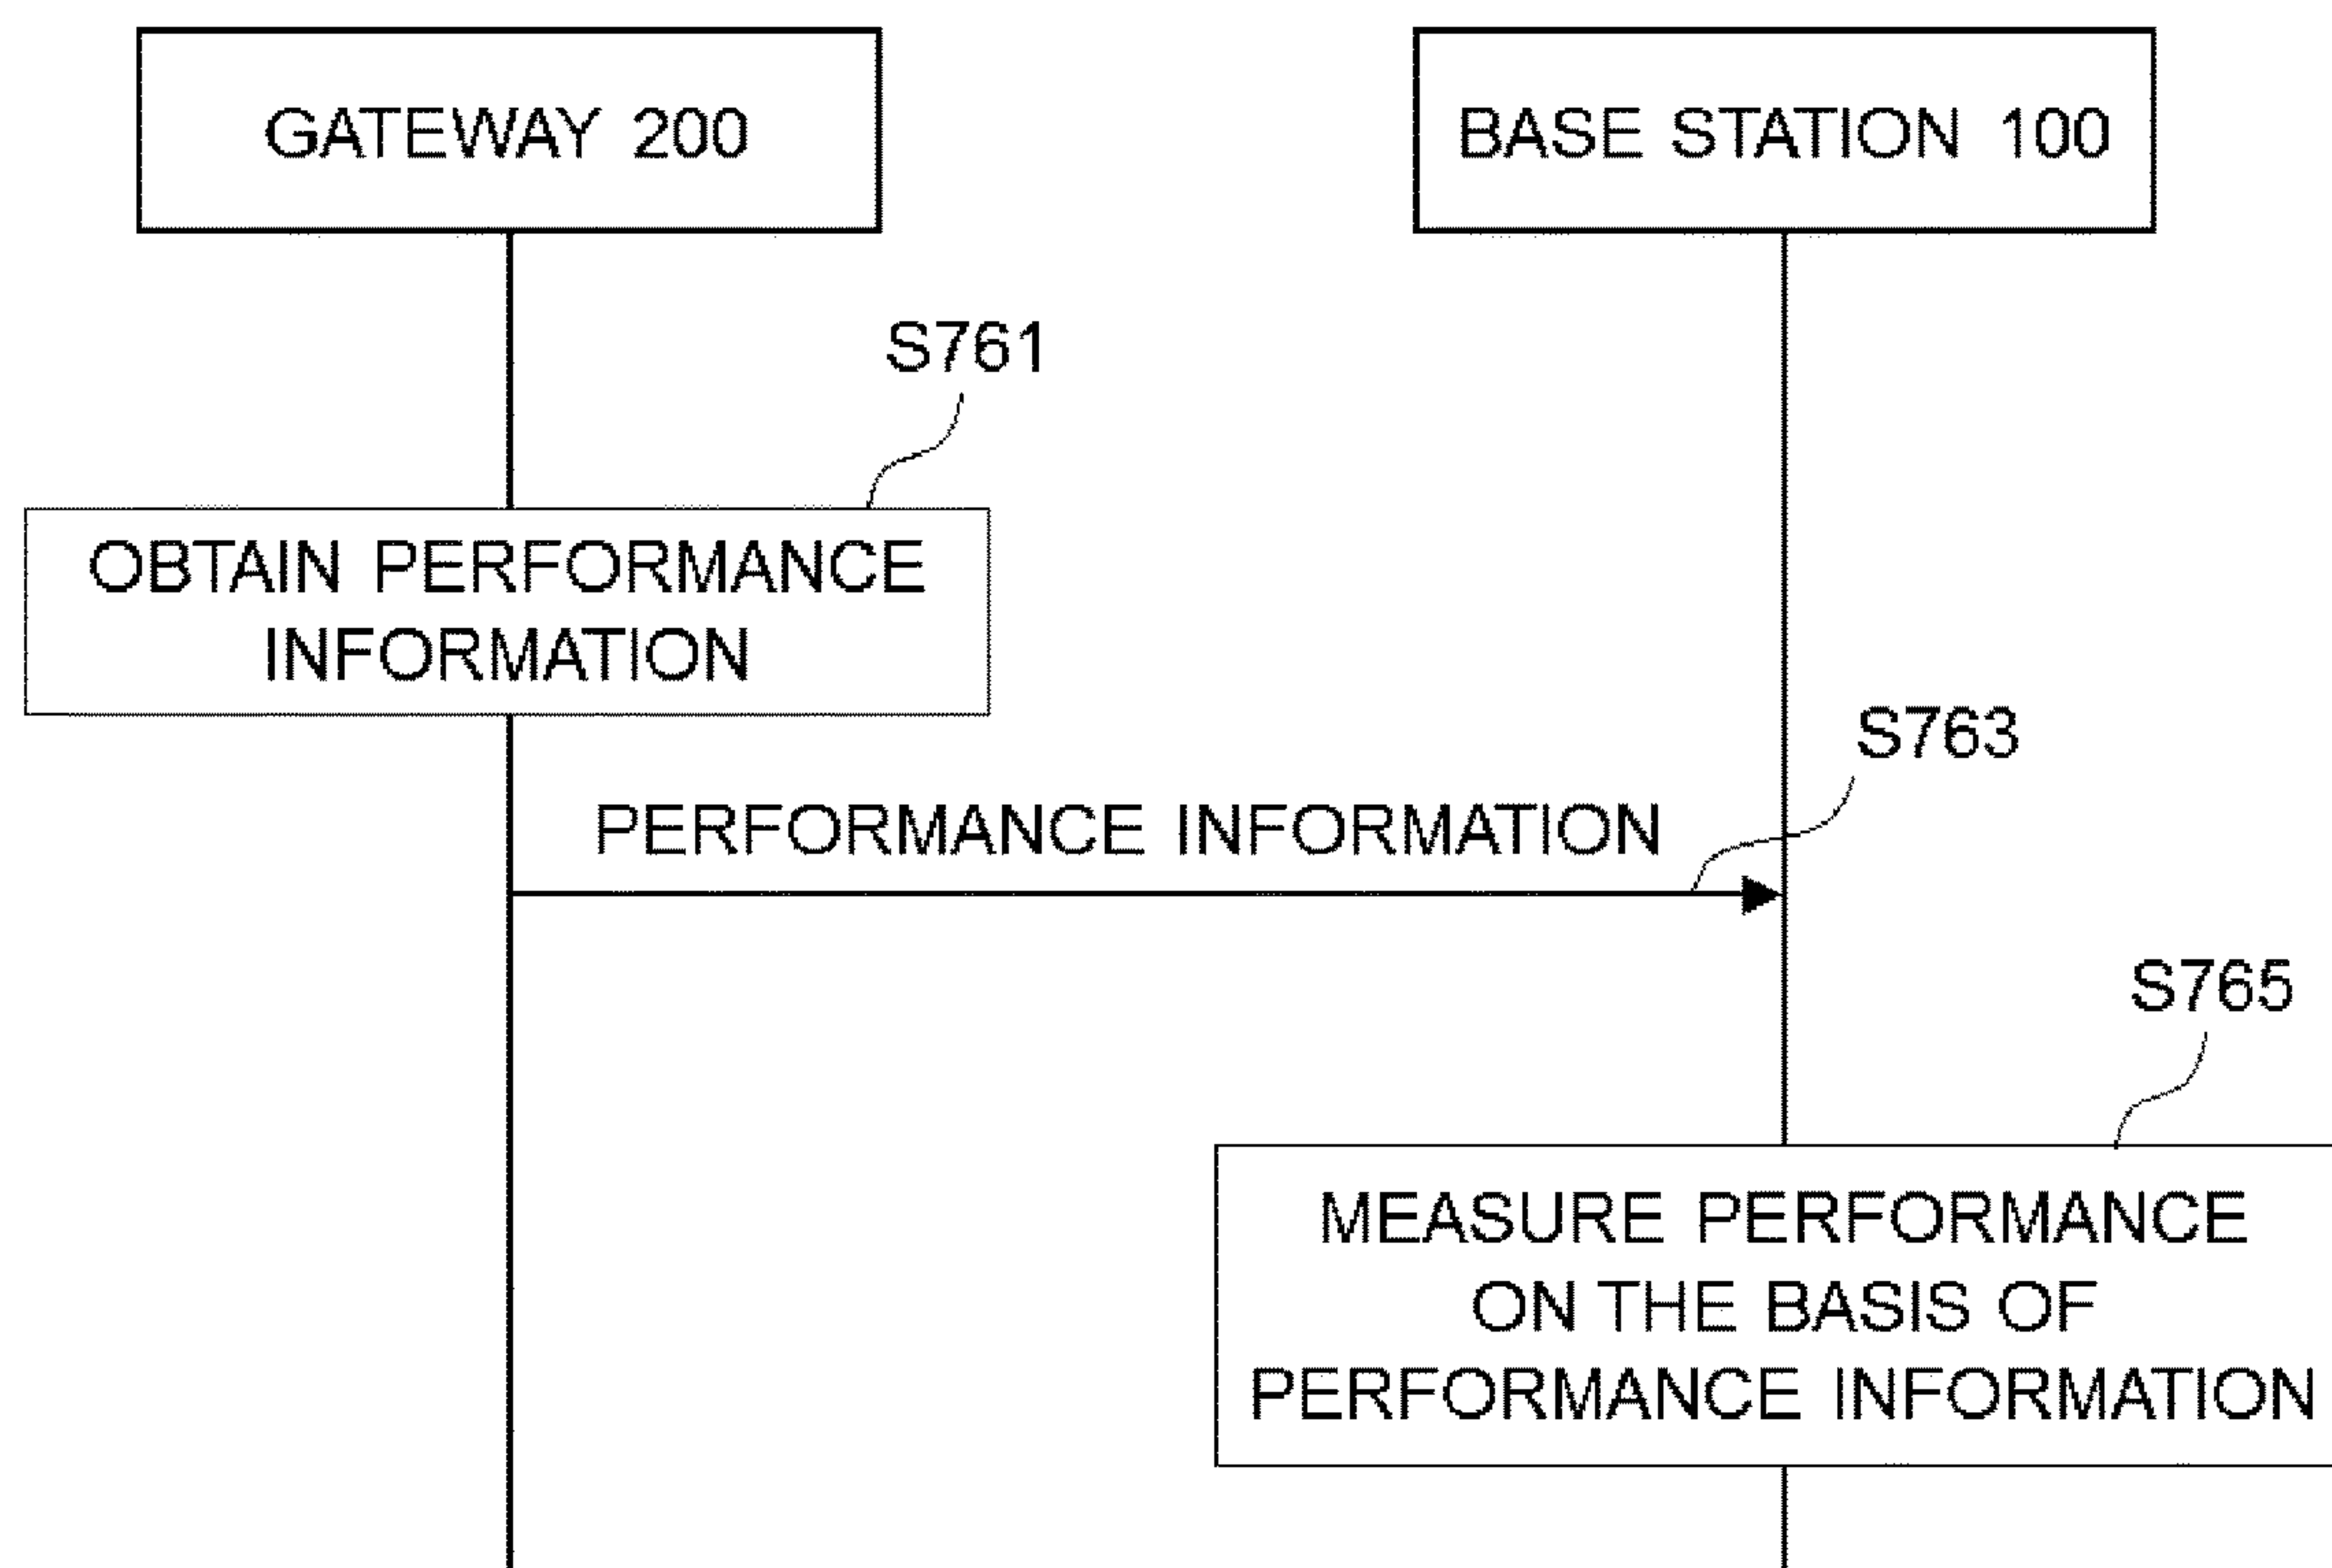 GATEWAY 200
BASE STATION 100
S761
OBTAIN PERFORMANCE
INFORMATION
S763
PERFORMANCE INFORMATION
S765
MEASURE PERFORMANCE
ON THE BASIS OF
PERFORMANCE INFORMATION